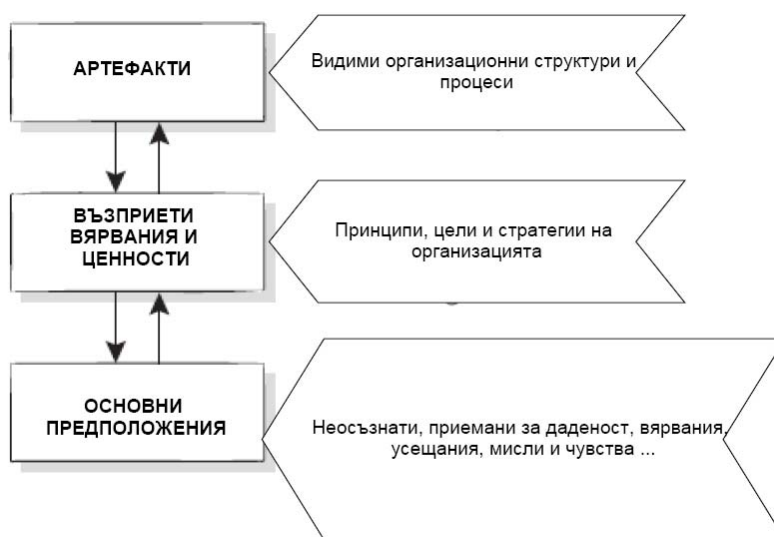 АРТЕФАКТИ
Видими организационни структури и
процеси
ВЪЗПРИЕТИ
ВЯРВАНИЯ И
ЦЕННОСТИ
Принципи, цели и стратегии на
организацията
ОСНОВНИ
ПРЕДПОЛОЖЕНИЯ
Неосъзнати, приемани за даденост, вярвания,
усещания, мисли и чувства ...